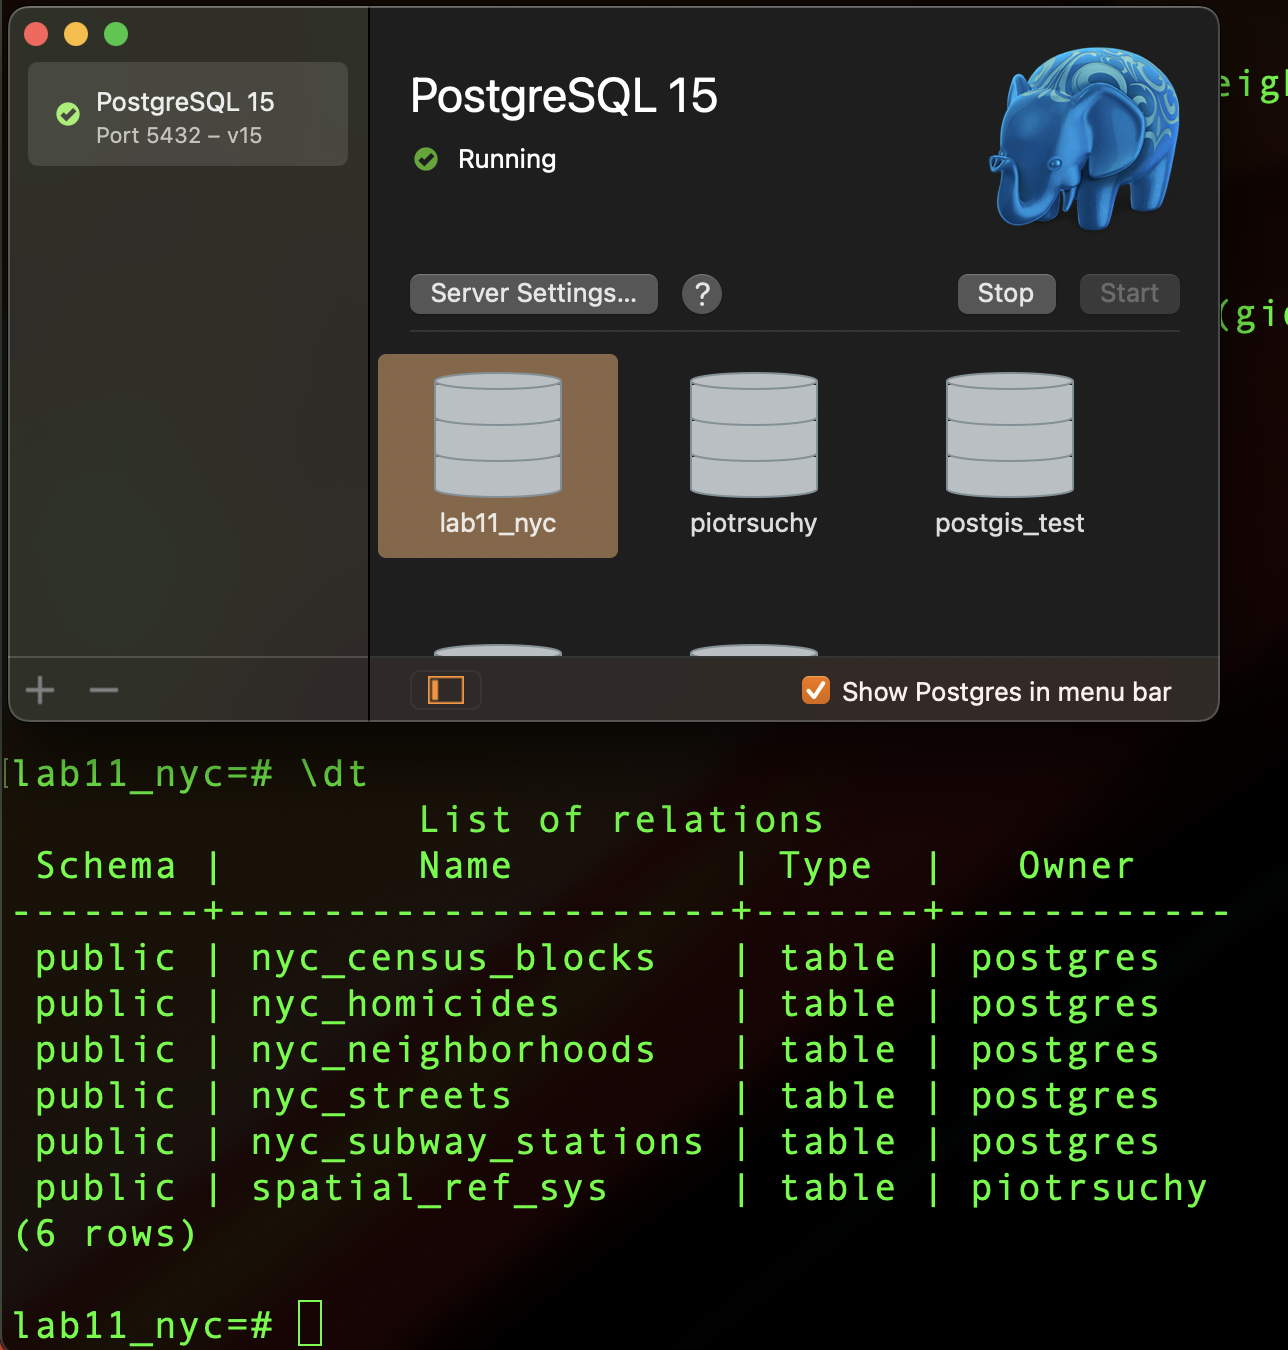 PostgreSQL 15
Port 5432 – v15
PostgreSQL 15
Running
Server Settings...
?
Stop
Start
lab11_nyc
piotrsuchy
postgis_test
Show Postgres in menu bar
lab11_nyc=# \dt
List of relations
Schema | Name | Type | Owner
--------+---------------------+-------+------------
public | nyc_census_blocks | table | postgres
public | nyc_homicides | table | postgres
public | nyc_neighborhoods | table | postgres
public | nyc_streets | table | postgres
public | nyc_subway_stations | table | postgres
public | spatial_ref_sys | table | piotrsuchy
(6 rows)
lab11_nyc=#